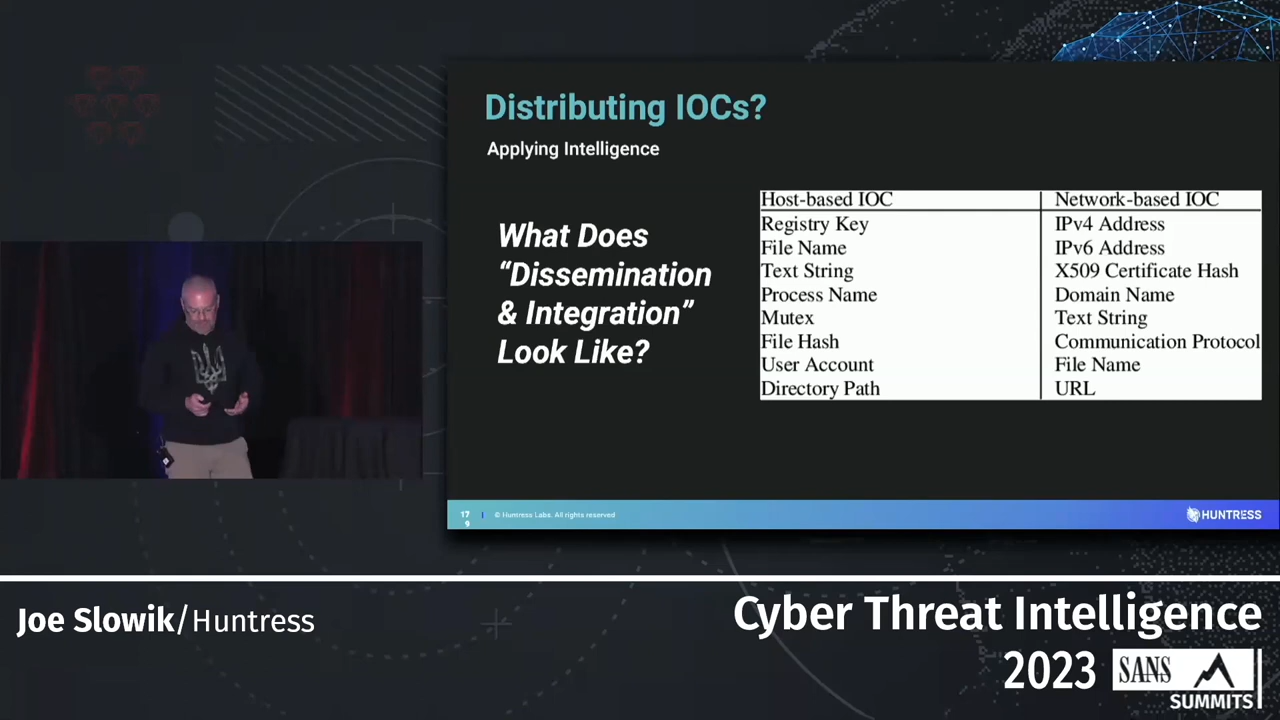 Distributing IOCs?
Applying Intelligence
What Does
“Dissemination
& Integration”
Look Like?
Host-based IOC Network-based IOC
Registry Key IPv4 Address
File Name IPv6 Address
Text String X509 Certificate Hash
Process Name Domain Name
Mutex Text String
File Hash Communication Protocol
User Account File Name
Directory Path URL
17
9
© Huntress Labs. All rights reserved
HUNTRESS
Joe Slowik/Huntress
Cyber Threat Intelligence
2023 SANS
SUMMITS